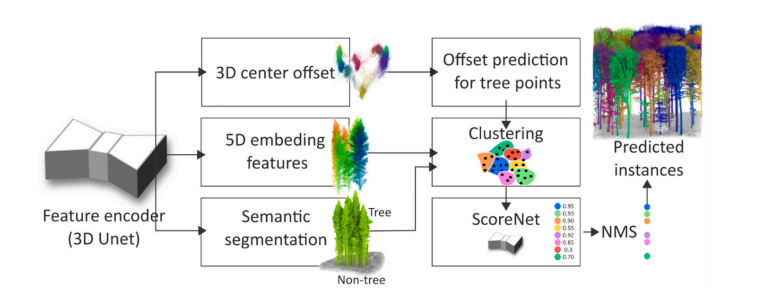 3D center offset
Offset prediction
for tree points
5D embeding
features
Clustering
Predicted
instances
Feature encoder
(3D Unet)
Semantic
segmentation
Tree
Non-tree
ScoreNet
0.95
0.93
0.90
0.55
0.92
0.85
0.3
0.70
NMS